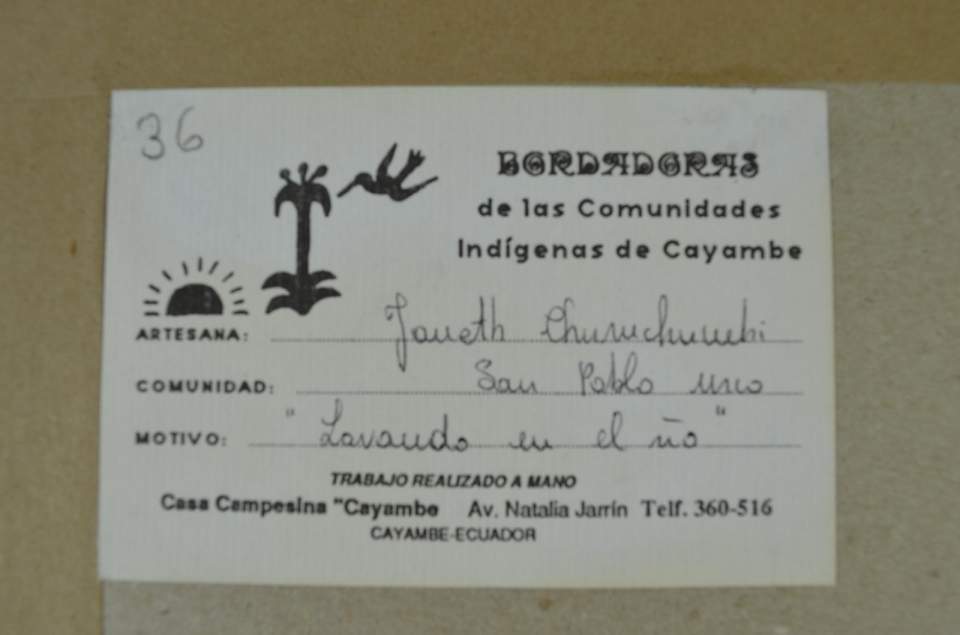 36
BORDADORAS
de las Comunidades
Indígenas de Cayambe
ARTESANA: Janeth Churuchumbi
COMUNIDAD: San Pablo urco
MOTIVO: "Lavando en el río"
TRABAJO REALIZADO A MANO
Casa Campesina "Cayambe Av. Natalia Jarrín Telf. 360-516
CAYAMBE-ECUADOR